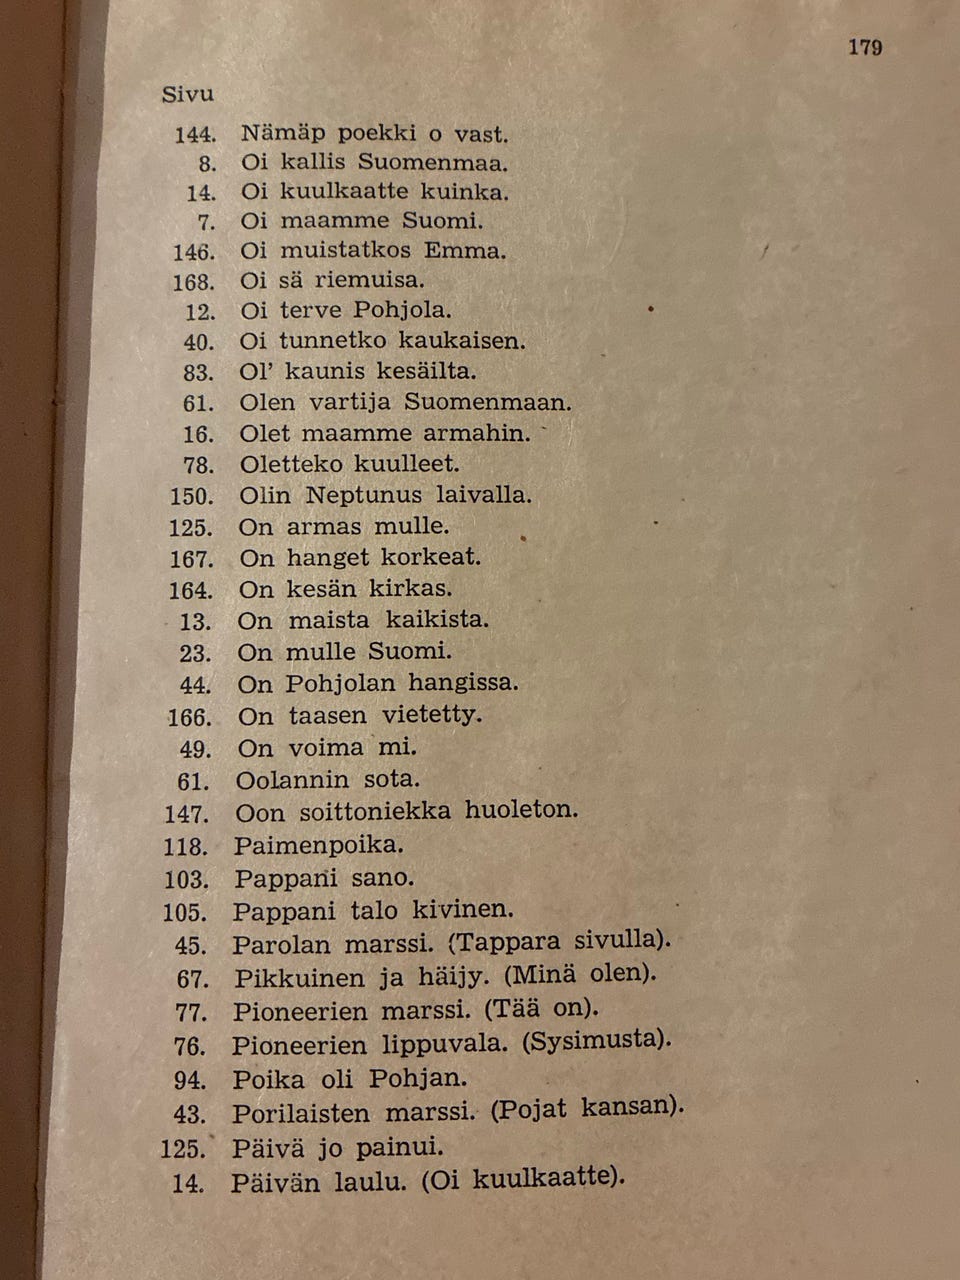 179
Sivu
144. Nämäp poekki o vast.
8. Oi kallis Suomenmaa.
14. Oi kuulkaatte kuinka.
7. Oi maamme Suomi.
146. Oi muistatkos Emma.
168. Oi sä riemuisa.
12. Oi terve Pohjola.
40. Oi tunnetko kaukaisen.
83. Ol' kaunis kesäilta.
61. Olen vartija Suomenmaan.
16. Olet maamme armahin.
78. Oletteko kuulleet.
150. Olin Neptunus laivalla.
125. On armas mulle.
167. On hanget korkeat.
164. On kesän kirkas.
13. On maista kaikista.
23. On mulle Suomi.
44. On Pohjolan hangissa.
166. On taasen vietetty.
49. On voima mi.
61. Oolannin sota.
147. Oon soittoniekka huoleton.
118. Paimenpoika.
103. Pappani sano.
105. Pappani talo kivinen.
45. Parolan marssi. (Tappara sivulla).
67. Pikkuinen ja häijy. (Minä olen).
77. Pioneerien marssi. (Tää on).
76. Pioneerien lippuvala. (Sysimusta).
94. Poika oli Pohjan.
43. Porilaisten marssi. (Pojat kansan).
125. Päivä jo painui.
14. Päivän laulu. (Oi kuulkaatte).